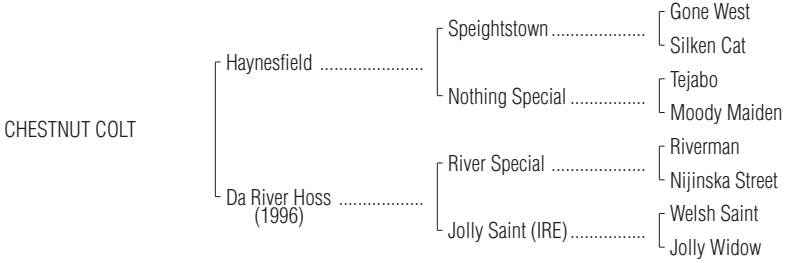 CHESTNUT COLT
Haynesfield ......................
Da River Hoss ..................
(1996)
Speightstown ....................
Nothing Special ................
River Special ....................
Jolly Saint (IRE)................
Gone West
Silken Cat
Tejabo
Moody Maiden
Riverman
Nijinska Street
Welsh Saint
Jolly Widow